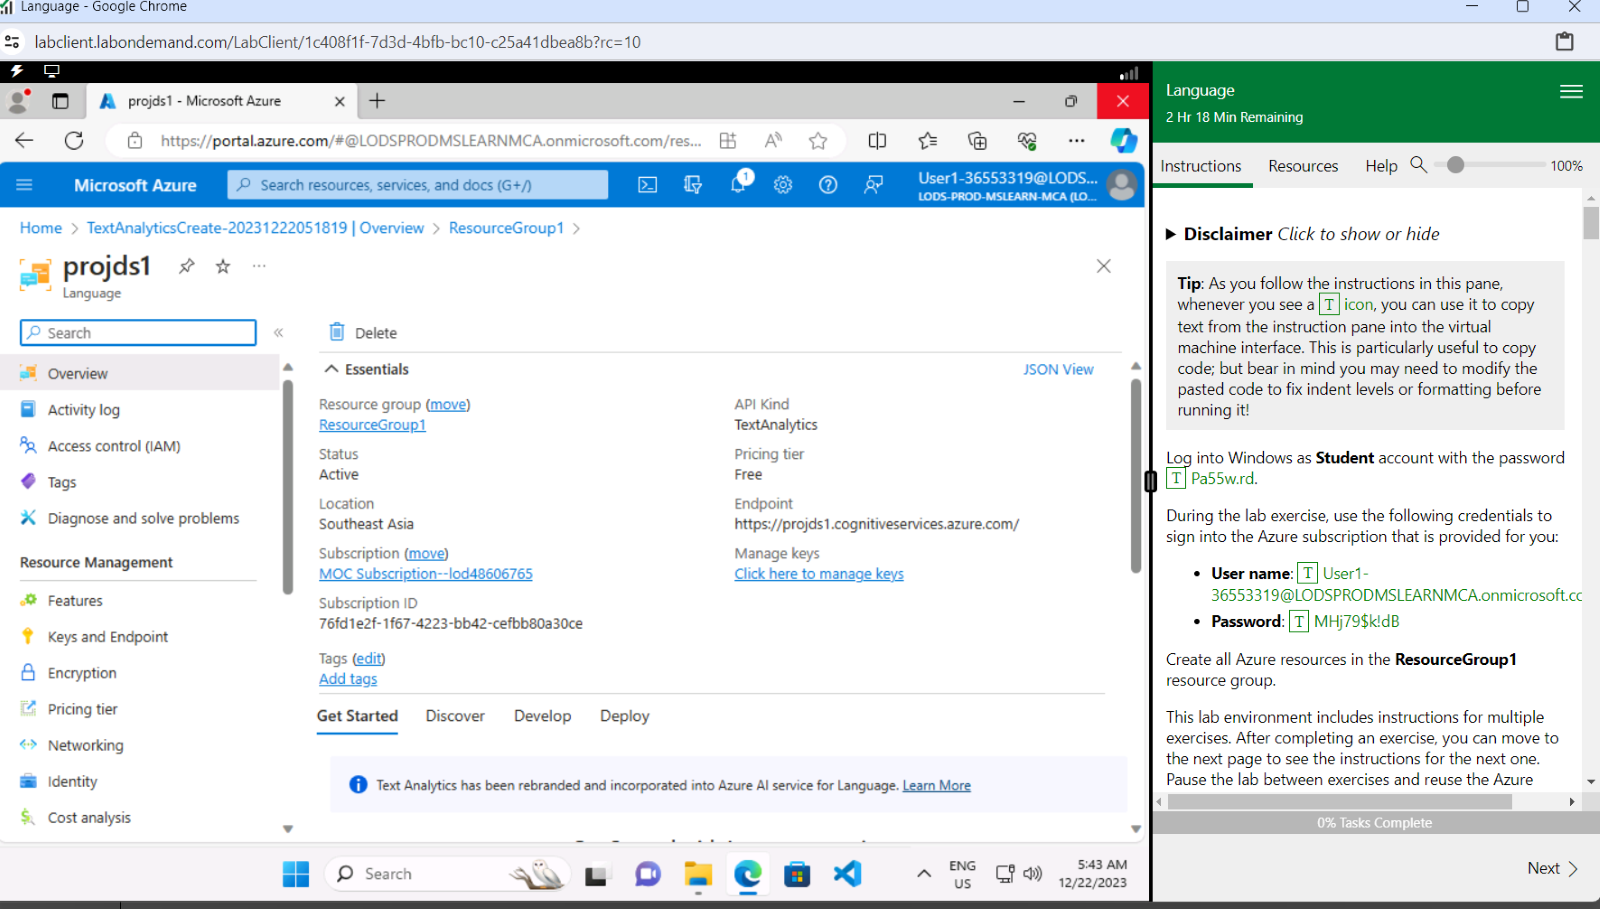 Language - Google Chrome
labclient.labondemand.com/LabClient/1c408f1f-7d3d-4bfb-bc10-c25a41dbea8b?rc=10
projds1 - Microsoft Azure
https://portal.azure.com/#@LODSPRODMSLEARNMCA.onmicrosoft.com/res...
Microsoft Azure
Search resources, services, and docs (G+/)
1
User1-36553319@LODS...
LODS-PROD-MSLEARN-MCA (LO...
Home > TextAnalyticsCreate-20231222051819 | Overview > ResourceGroup1 >
projds1
Language
Search
Overview
Activity log
Access control (IAM)
Tags
Diagnose and solve problems
Resource Management
Features
Keys and Endpoint
Encryption
Pricing tier
Networking
Identity
Cost analysis
Delete
Essentials
JSON View
Resource group (move)
ResourceGroup1
Status
Active
Location
Southeast Asia
Subscription (move)
MOC Subscription--lod48606765
Subscription ID
76fd1e2f-1f67-4223-bb42-cefbb80a30ce
Tags (edit)
Add tags
API Kind
TextAnalytics
Pricing tier
Free
Endpoint
https://projds1.cognitiveservices.azure.com/
Manage keys
Click here to manage keys
Get Started Discover Develop Deploy
Text Analytics has been rebranded and incorporated into Azure AI service for Language. Learn More
Search
ENG
US
5:43 AM
12/22/2023
Language
2 Hr 18 Min Remaining
Instructions Resources Help 100%
Disclaimer Click to show or hide
Tip: As you follow the instructions in this pane,
whenever you see a T icon, you can use it to copy
text from the instruction pane into the virtual
machine interface. This is particularly useful to copy
code; but bear in mind you may need to modify the
pasted code to fix indent levels or formatting before
running it!
Log into Windows as Student account with the password
T Pa55w.rd.
During the lab exercise, use the following credentials to
sign into the Azure subscription that is provided for you:
• User name: T User1-
36553319@LODSPRODMSLEARNMCA.onmicrosoft.cc
• Password: T MHj79$k!dB
Create all Azure resources in the ResourceGroup1
resource group.
This lab environment includes instructions for multiple
exercises. After completing an exercise, you can move to
the next page to see the instructions for the next one.
Pause the lab between exercises and reuse the Azure
0% Tasks Complete
Next